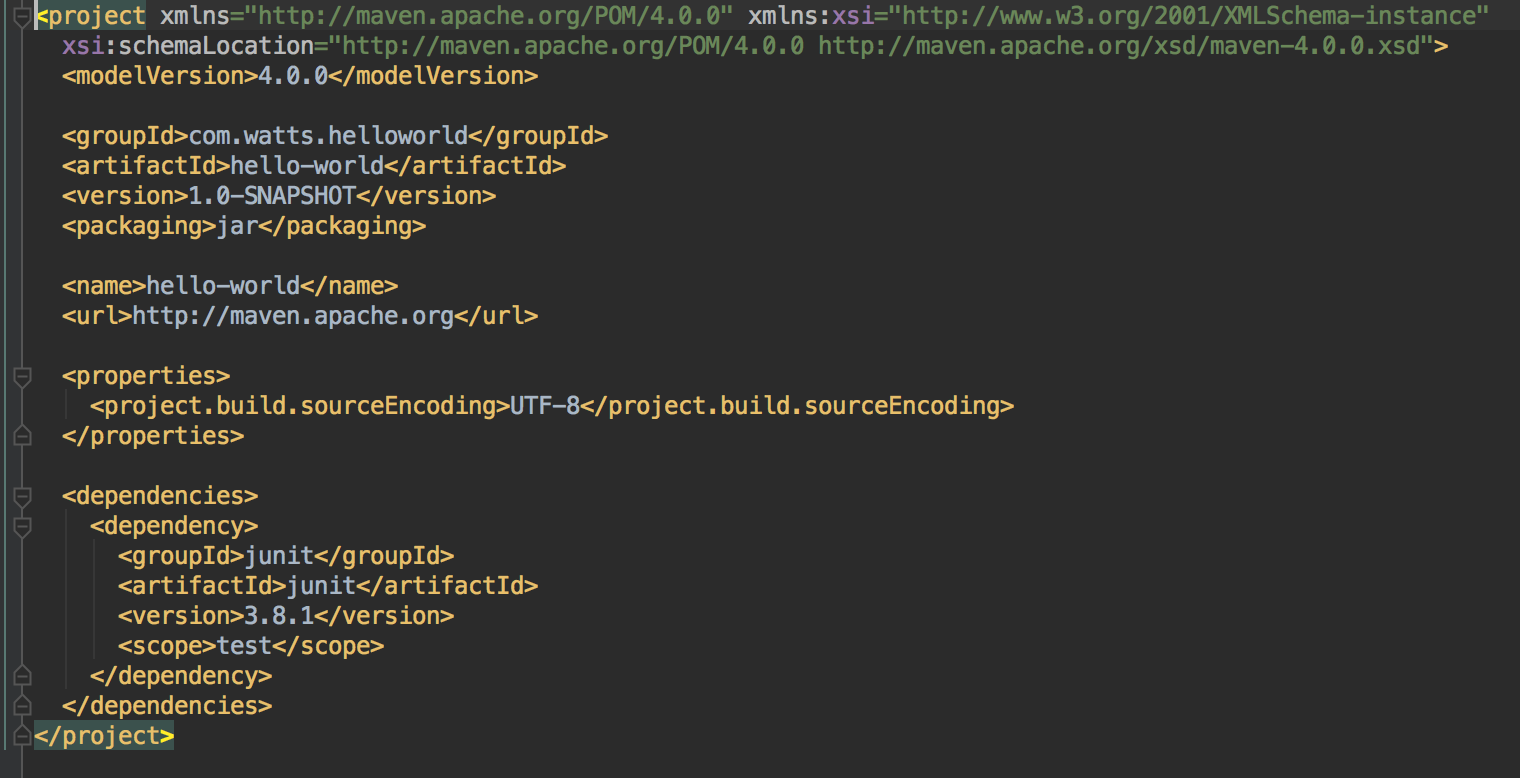 <project xmlns="http://maven.apache.org/POM/4.0.0" xmlns:xsi="http://www.w3.org/2001/XMLSchema-instance"
  xsi:schemaLocation="http://maven.apache.org/POM/4.0.0 http://maven.apache.org/xsd/maven-4.0.0.xsd">
  <modelVersion>4.0.0</modelVersion>

  <groupId>com.watts.helloworld</groupId>
  <artifactId>hello-world</artifactId>
  <version>1.0-SNAPSHOT</version>
  <packaging>jar</packaging>

  <name>hello-world</name>
  <url>http://maven.apache.org</url>

  <properties>
    <project.build.sourceEncoding>UTF-8</project.build.sourceEncoding>
  </properties>

  <dependencies>
    <dependency>
      <groupId>junit</groupId>
      <artifactId>junit</artifactId>
      <version>3.8.1</version>
      <scope>test</scope>
    </dependency>
  </dependencies>
</project>